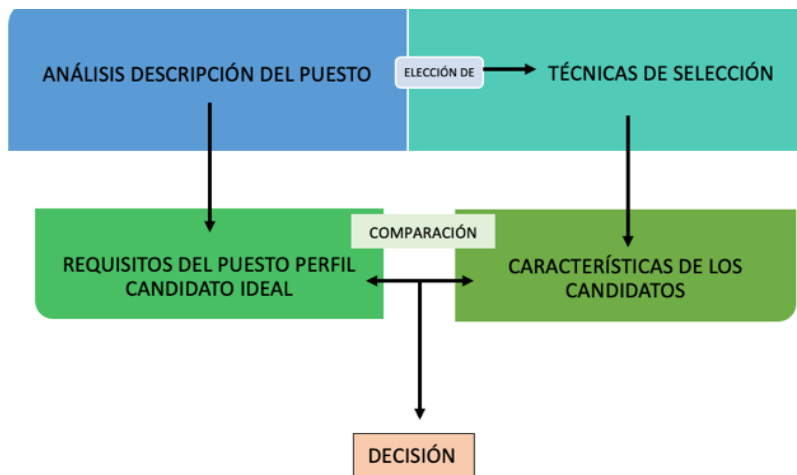 ANÁLISIS DESCRIPCIÓN DEL PUESTO
ELECCIÓN DE
TÉCNICAS DE SELECCIÓN
COMPARACIÓN
REQUISITOS DEL PUESTO PERFIL
CANDIDATO IDEAL
CARACTERÍSTICAS DE LOS
CANDIDATOS
DECISIÓN